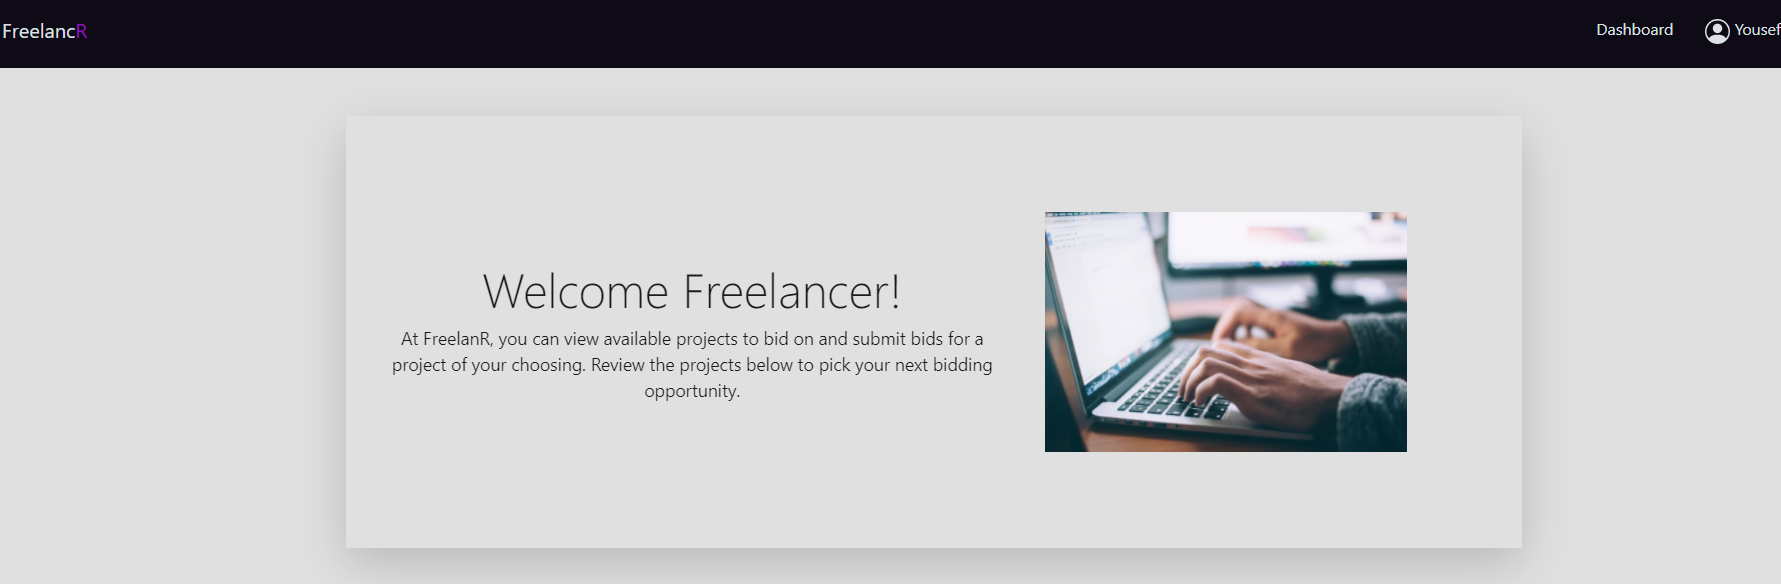 FreelancR
Dashboard
Yousef
Welcome Freelancer!
At FreelanR, you can view available projects to bid on and submit bids for a
project of your choosing. Review the projects below to pick your next bidding
opportunity.